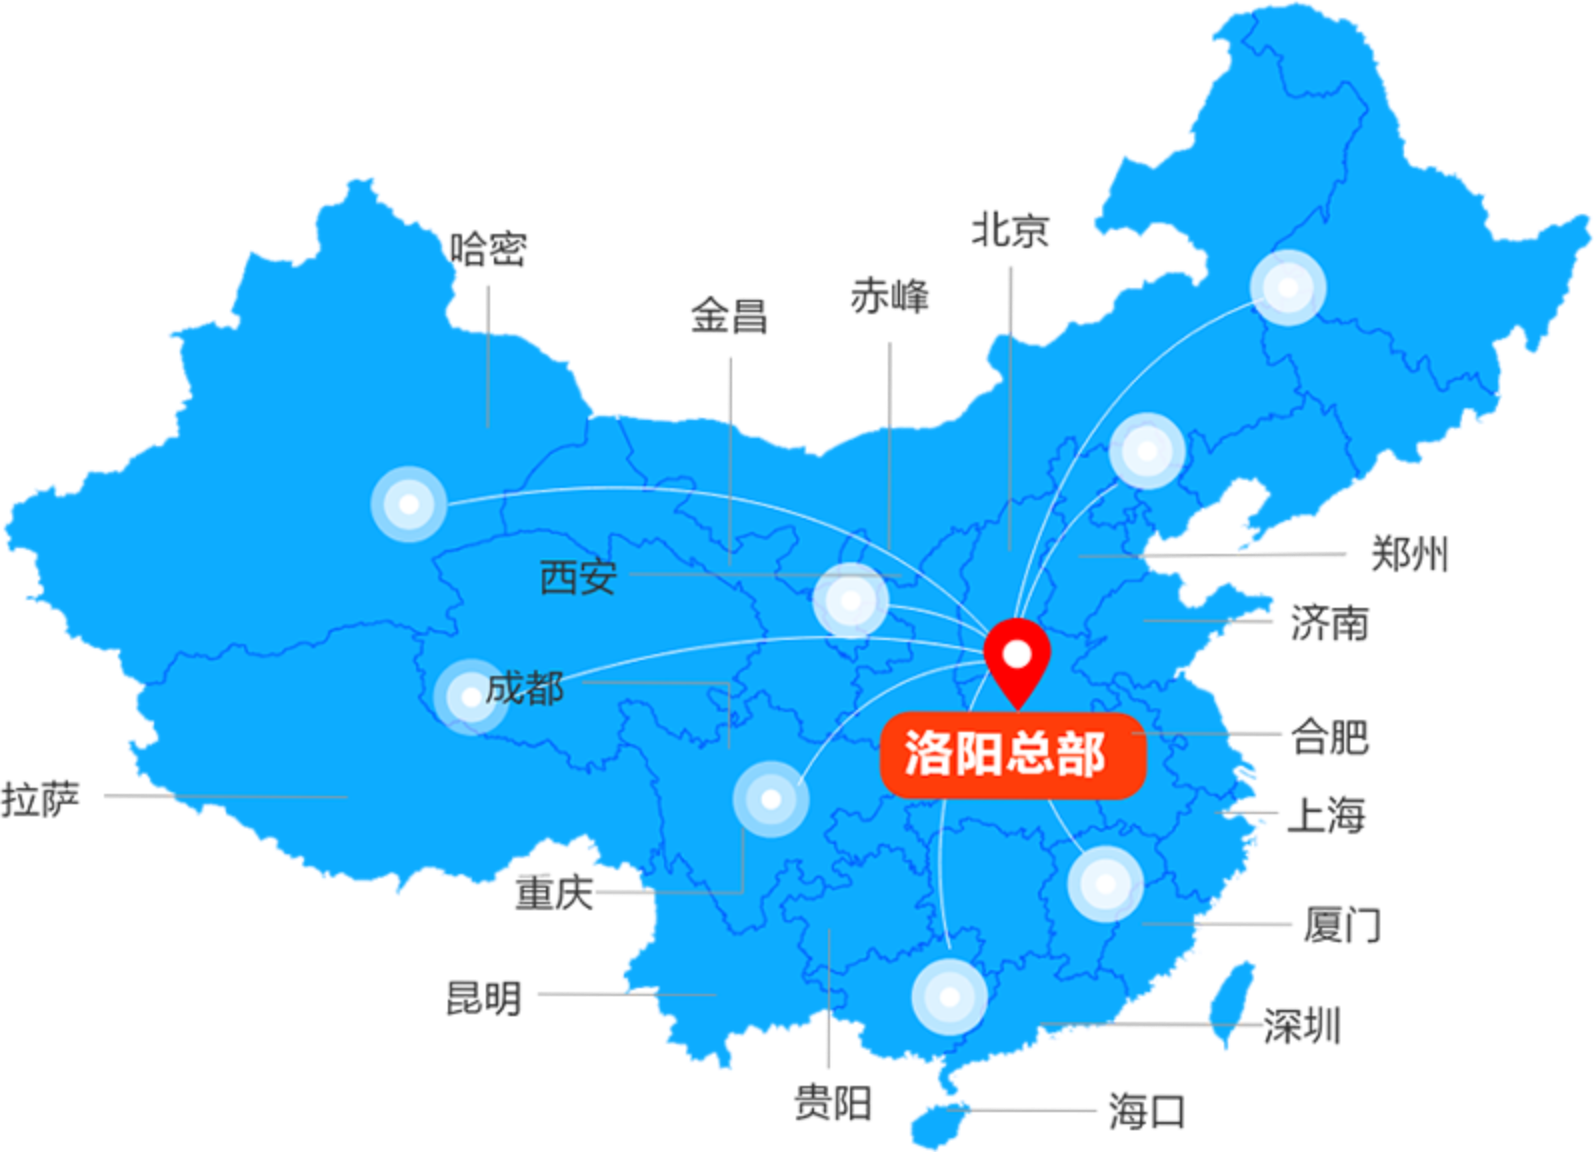 北京
哈密
赤峰
金昌
郑州
西安
济南
成都
合肥
洛阳总部
拉萨
上海
重庆
厦门
昆明
深圳
贵阳
海口